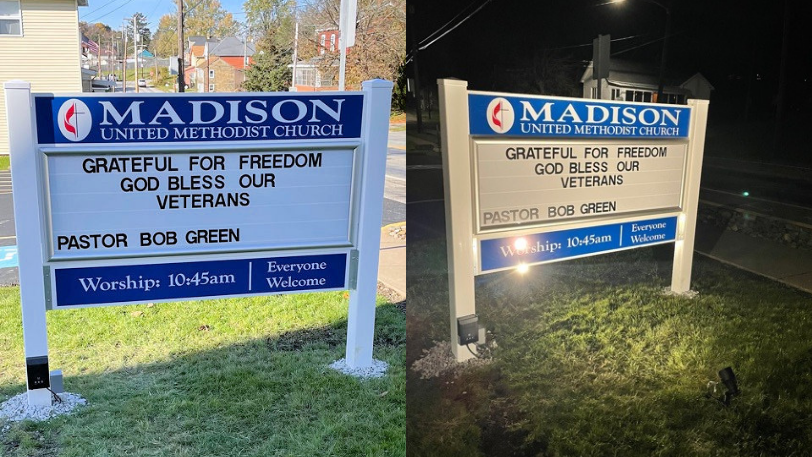 MADISON
UNITED METHODIST CHURCH
GRATEFUL FOR FREEDOM
GOD BLESS OUR
VETERANS
PASTOR BOB GREEN
Worship: 10:45am
Everyone
Welcome
MADISON
UNITED METHODIST CHURCH
GRATEFUL FOR FREEDOM
GOD BLESS OUR
VETERANS
PASTOR BOB GREEN
Worship: 10:45am
Everyone
Welcome